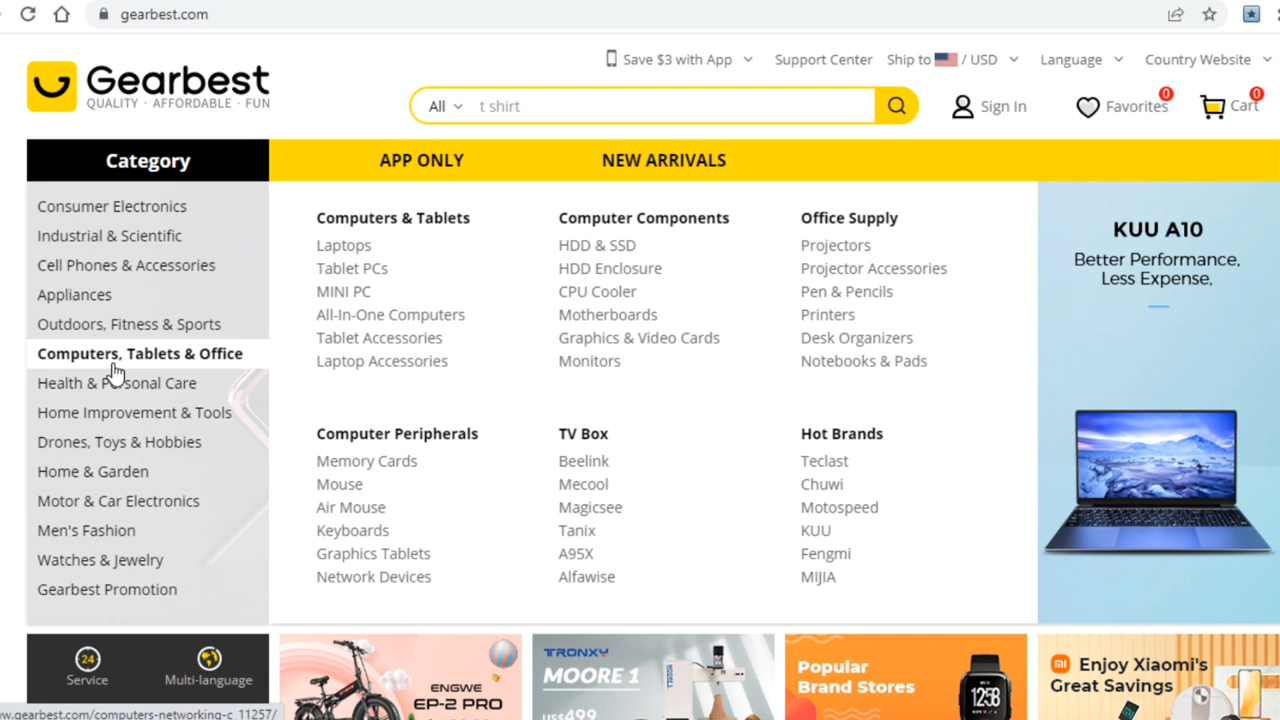 gearbest.com
Save $3 with App
Support Center
Ship to / USD
Language
Country Website
Gearbest
QUALITY · AFFORDABLE · FUN
All
t shirt
Sign In
Favorites
0
Cart
0
Category
APP ONLY
NEW ARRIVALS
Consumer Electronics
Industrial & Scientific
Cell Phones & Accessories
Appliances
Outdoors, Fitness & Sports
Computers, Tablets & Office
Health & Personal Care
Home Improvement & Tools
Drones, Toys & Hobbies
Home & Garden
Motor & Car Electronics
Men's Fashion
Watches & Jewelry
Gearbest Promotion
Computers & Tablets
Laptops
Tablet PCs
MINI PC
All-In-One Computers
Tablet Accessories
Laptop Accessories
Computer Components
HDD & SSD
HDD Enclosure
CPU Cooler
Motherboards
Graphics & Video Cards
Monitors
Office Supply
Projectors
Projector Accessories
Pen & Pencils
Printers
Desk Organizers
Notebooks & Pads
Computer Peripherals
Memory Cards
Mouse
Air Mouse
Keyboards
Graphics Tablets
Network Devices
TV Box
Beelink
Mecool
Magicsee
Tanix
A95X
Alfawise
Hot Brands
Teclast
Chuwi
Motospeed
KUU
Fengmi
MIJIA
KUU A10
Better Performance,
Less Expense.
24
Service
Multi-language
ENGWE
EP-2 PRO
TRONXY
MOORE 1
US$499
MOORE 1
Popular
Brand Stores
12:58
Enjoy Xiaomi's
Great Savings
w.gearbest.com/computers-networking-c_11257/